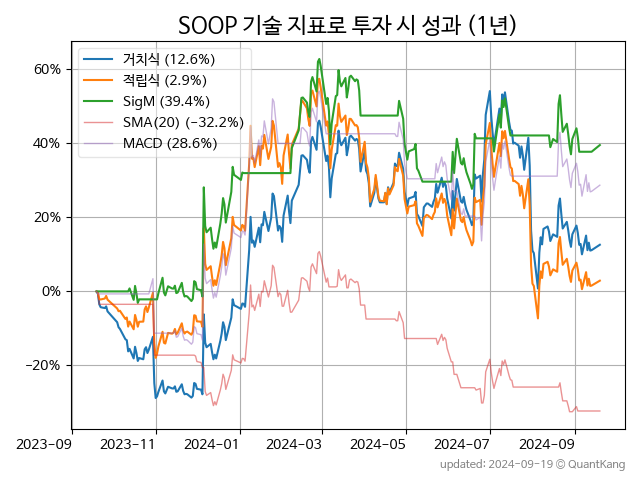 SOOP 기술 지표로 투자 시 성과 (1년)
거치식 (12.6%)
적립식 (2.9%)
SigM (39.4%)
SMA(20) (−32.2%)
MACD (28.6%)
60%
40%
20%
0%
−20%
2023-09 2023-11 2024-01 2024-03 2024-05 2024-07 2024-09
updated: 2024-09-19 @ QuantKang